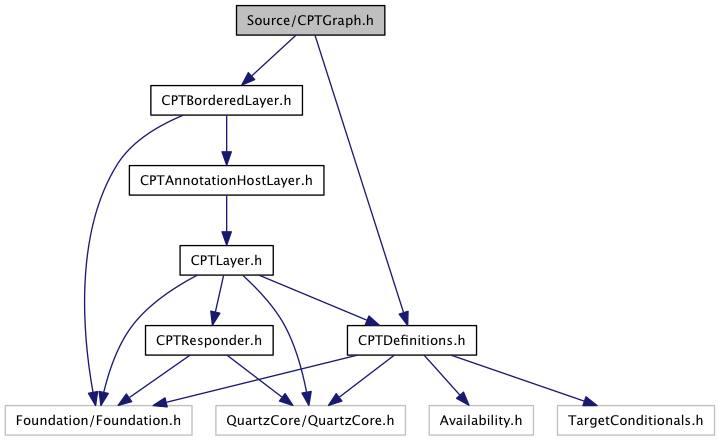 Source/CPTGraph.h
CPTBorderedLayer.h
CPTAnnotationHostLayer.h
CPTLayer.h
CPTResponder.h
CPTDefinitions.h
Foundation/Foundation.h
QuartzCore/QuartzCore.h
Availability.h
TargetConditionals.h